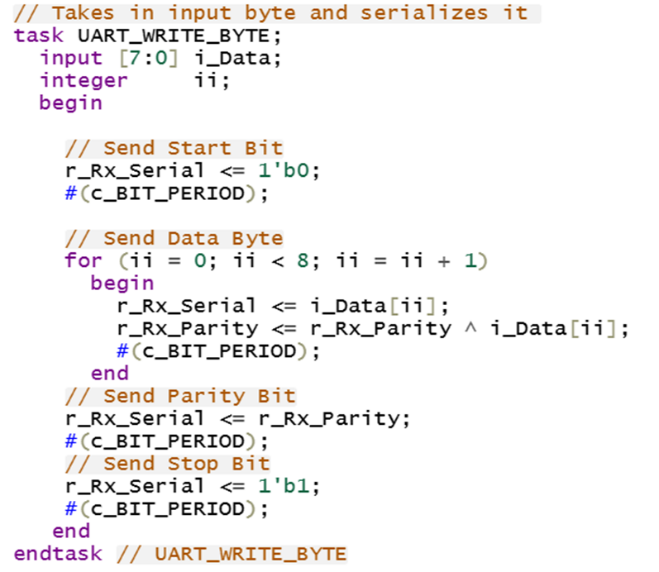 // Takes in input byte and serializes it
task UART_WRITE_BYTE;
input [7:0] i_Data;
integer ii;
begin
// Send Start Bit
r_Rx_Serial <= 1'b0;
#(c_BIT_PERIOD);
// Send Data Byte
for (ii = 0; ii < 8; ii = ii + 1)
begin
r_Rx_Serial <= i_Data[ii];
r_Rx_Parity <= r_Rx_Parity ^ i_Data[ii];
#(c_BIT_PERIOD);
end
// Send Parity Bit
r_Rx_Serial <= r_Rx_Parity;
#(c_BIT_PERIOD);
// Send Stop Bit
r_Rx_Serial <= 1'b1;
#(c_BIT_PERIOD);
end
endtask // UART_WRITE_BYTE